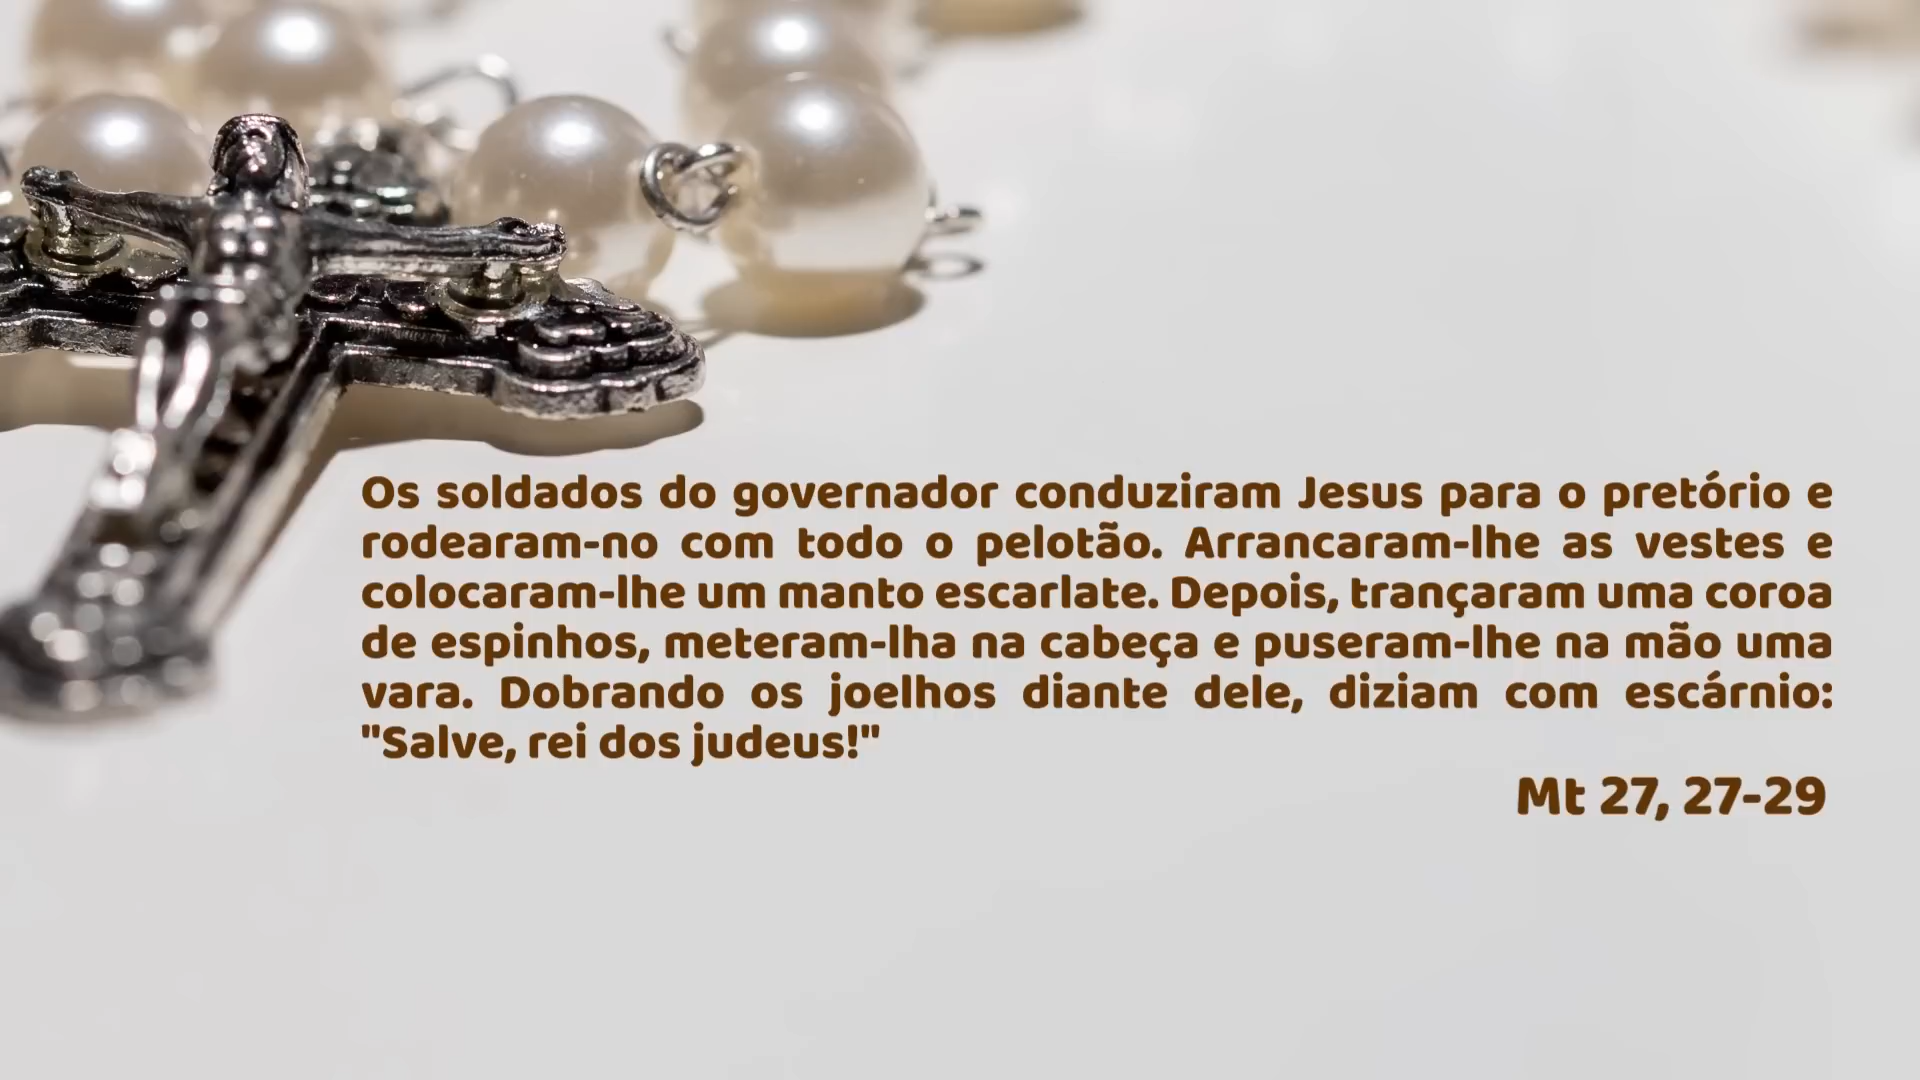 Os soldados do governador conduziram Jesus para o pretório e
rodearam-no com todo o pelotão. Arrancaram-lhe as vestes e
colocaram-lhe um manto escarlate. Depois, trançaram uma coroa
de espinhos, meteram-lha na cabeça e puseram-lhe na mão uma
vara. Dobrando os joelhos diante dele, diziam com escárnio:
"Salve, rei dos judeus!"
Mt 27, 27-29